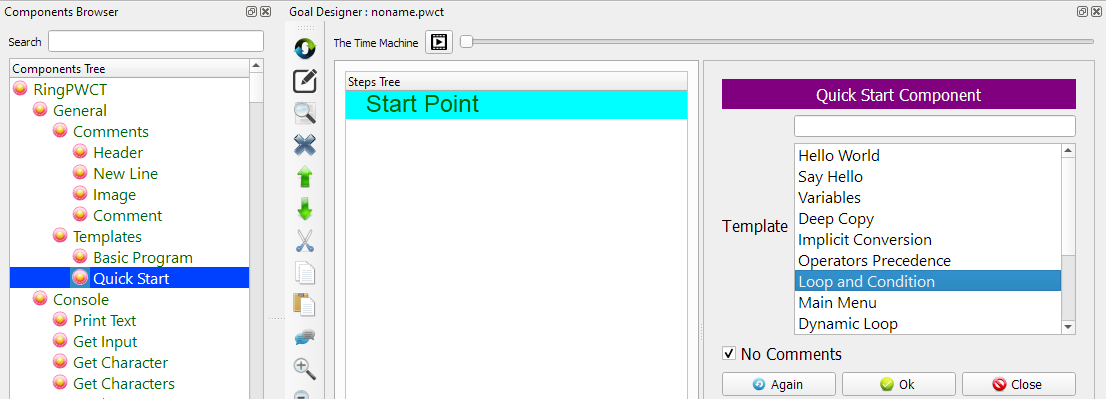 Components Browser
Search
Components Tree
RingPWCT
General
Comments
Header
New Line
Image
Comment
Templates
Basic Program
Quick Start
Console
Print Text
Get Input
Get Character
Get Characters
Goal Designer : noname.pwct
The Time Machine
Steps Tree
Start Point
Quick Start Component
Template
Hello World
Say Hello
Variables
Deep Copy
Implicit Conversion
Operators Precedence
Loop and Condition
Main Menu
Dynamic Loop
No Comments
Again
Ok
Close